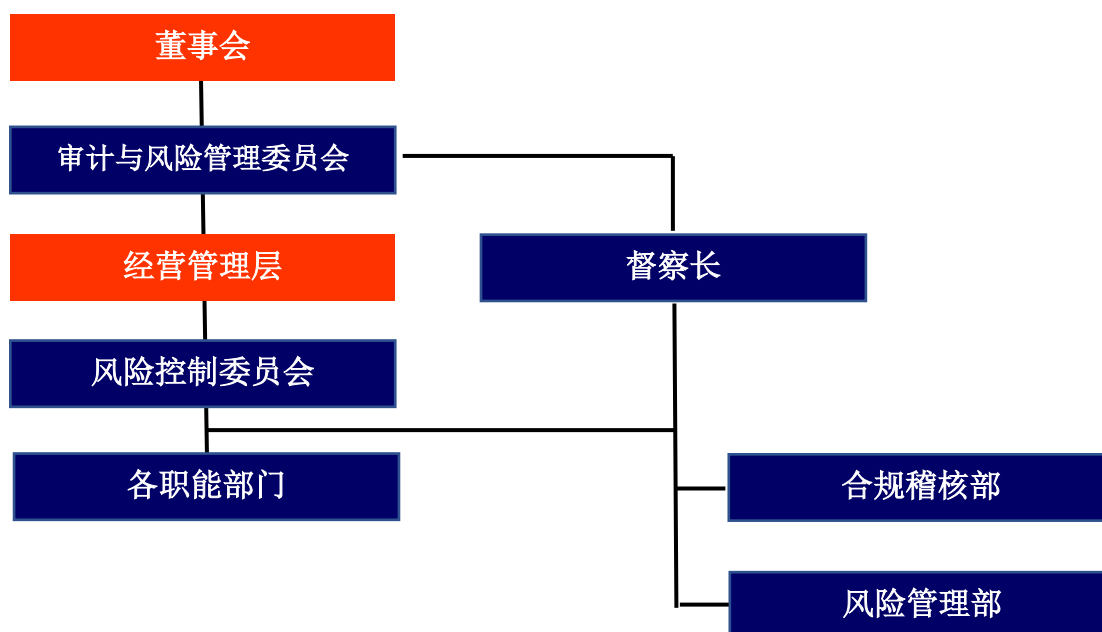 董事会
审计与风险管理委员会
经营管理层
督察长
风险控制委员会
各职能部门
合规稽核部
风险管理部